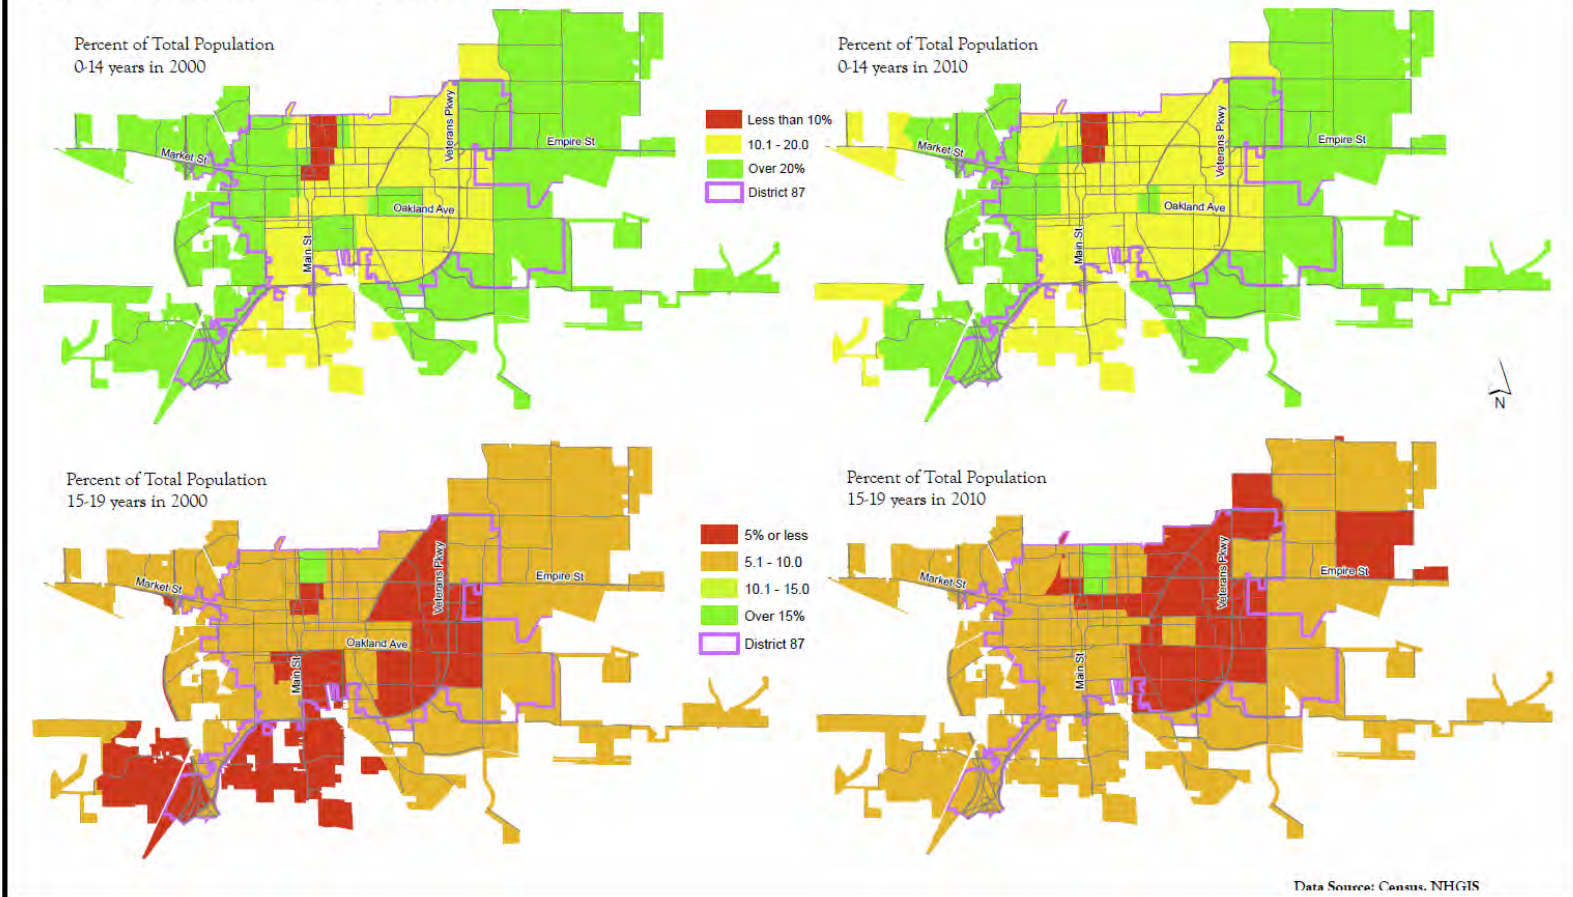 Percent of Total Population
0-14 years in 2000
Percent of Total Population
0-14 years in 2010
Veterans Pkwy
Empire St
Market St
Oakland Ave
Main St
Less than 10%
10.1 - 20.0
Over 20%
District 87
Veterans Pkwy
Empire St
Market St
Oakland Ave
Main St
N
Percent of Total Population
15-19 years in 2000
Percent of Total Population
15-19 years in 2010
Veterans Pkwy
Empire St
Market St
Oakland Ave
Main St
5% or less
5.1 - 10.0
10.1 - 15.0
Over 15%
District 87
Veterans Pkwy
Empire St
Market St
Main St
Data Source: Census, NHGIS